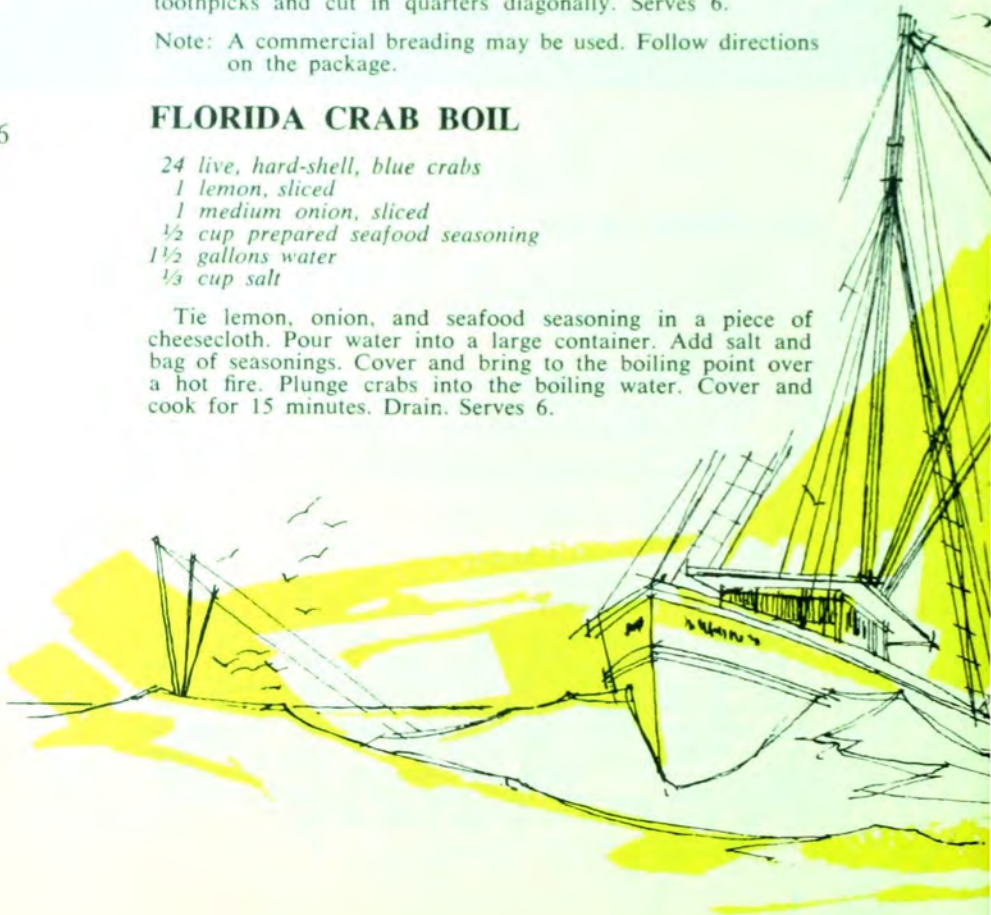 toothpicks and cut in quarters diagonally. Serves 6.
Note: A commercial breading may be used. Follow directions
on the package.
6
FLORIDA CRAB BOIL
24 live, hard-shell, blue crabs
1 lemon, sliced
1 medium onion, sliced
½ cup prepared seafood seasoning
1½ gallons water
⅓ cup salt
Tie lemon, onion, and seafood seasoning in a piece of
cheesecloth. Pour water into a large container. Add salt and
bag of seasonings. Cover and bring to the boiling point over
a hot fire. Plunge crabs into the boiling water. Cover and
cook for 15 minutes. Drain. Serves 6.